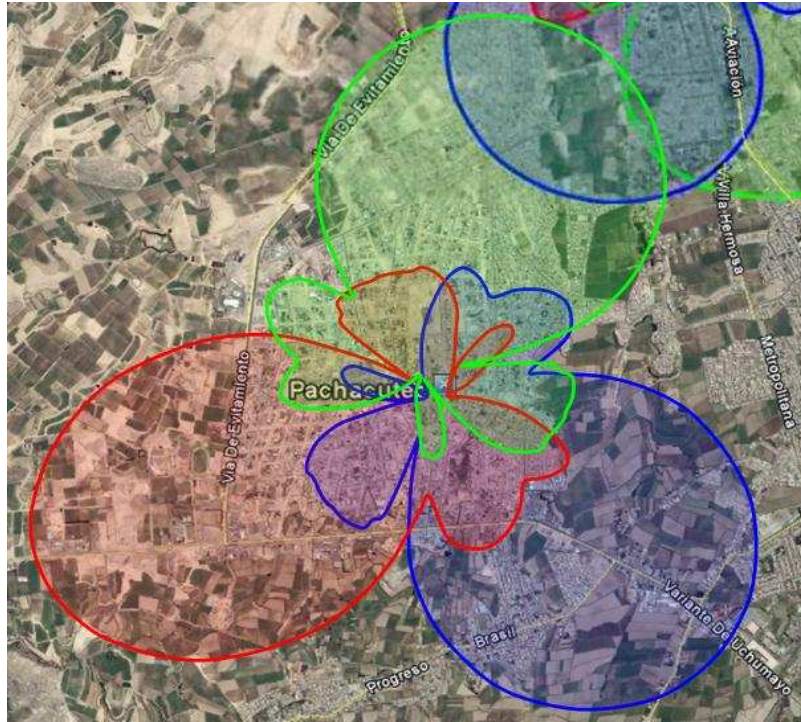 Aviación
Via De Evitamiento
Villa Hermosa
Metropolitana
Via De Evitamiento
Pachacutec
Variante De Uchumayo
Brasil
Progreso